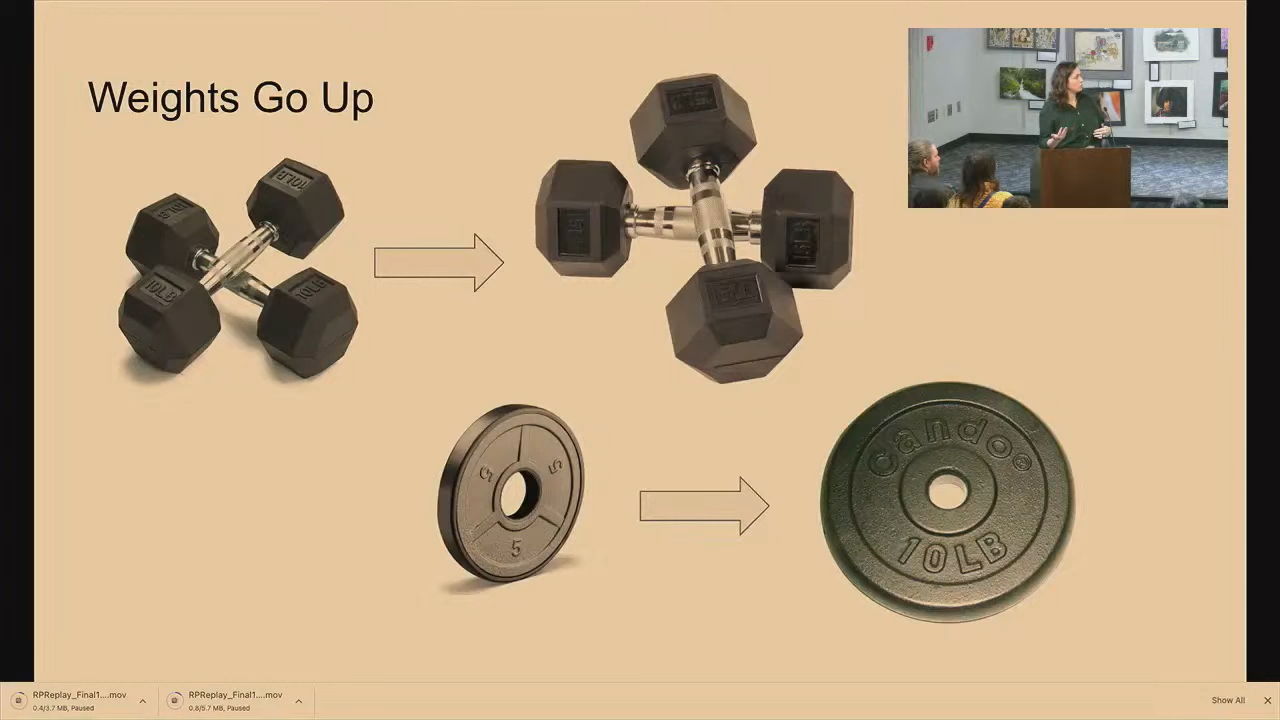 Weights Go Up
10LB
10LB
10LB
10LB
5
5
5
candoo®
10LB
RPReplay_Final1....mov
0.4/3.7 MB, Paused
RPReplay_Final1....mov
0.8/5.7 MB, Paused
Show All